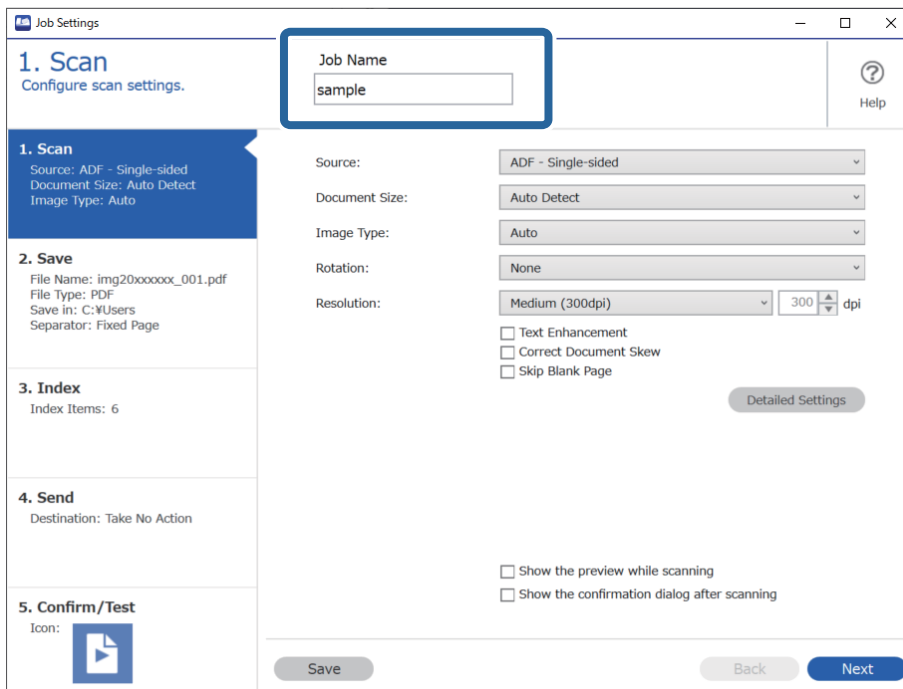 Job Settings
1. Scan
Configure scan settings.
Job Name
sample
Help
1. Scan
Source: ADF - Single-sided
Document Size: Auto Detect
Image Type: Auto
2. Save
File Name: img20xxxxxx_001.pdf
File Type: PDF
Save in: C:¥Users
Separator: Fixed Page
3. Index
Index Items: 6
4. Send
Destination: Take No Action
5. Confirm/Test
Icon:
Source: ADF - Single-sided
Document Size: Auto Detect
Image Type: Auto
Rotation: None
Resolution: Medium (300dpi) 300 dpi
Text Enhancement
Correct Document Skew
Skip Blank Page
Detailed Settings
Show the preview while scanning
Show the confirmation dialog after scanning
Save Back Next